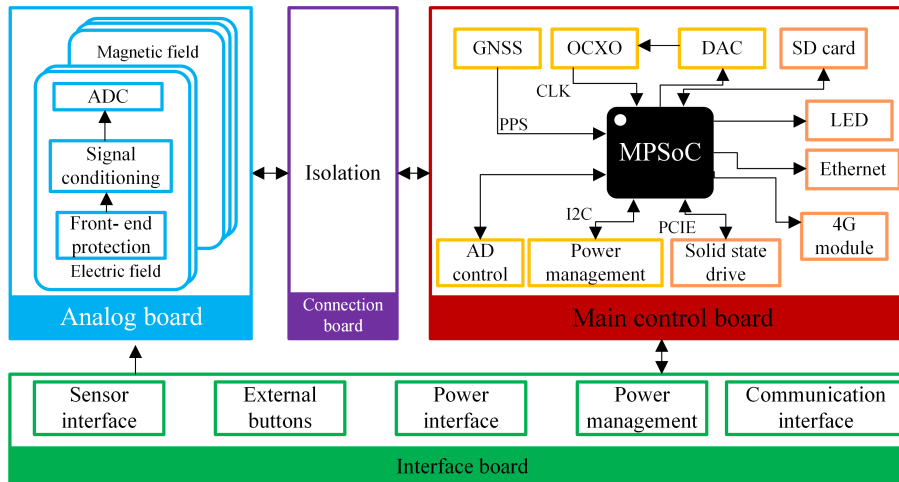 Magnetic field
ADC
Signal
conditioning
Front- end
protection
Electric field
Analog board
Isolation
Connection
board
GNSS
OCXO
DAC
SD card
CLK
PPS
MPSoC
LED
Ethernet
4G
module
I2C
PCIE
AD
control
Power
management
Solid state
drive
Main control board
Sensor
interface
External
buttons
Power
interface
Power
management
Communication
interface
Interface board